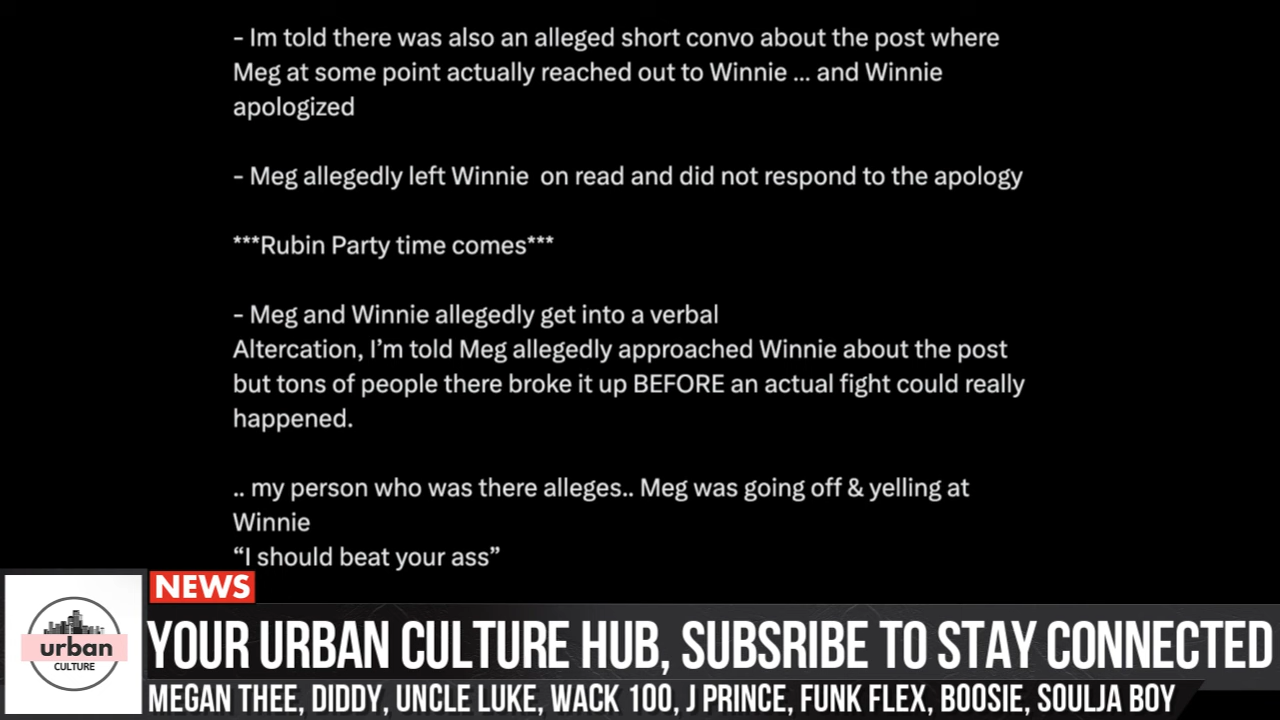 - Im told there was also an alleged short convo about the post where
Meg at some point actually reached out to Winnie ... and Winnie
apologized
- Meg allegedly left Winnie  on read and did not respond to the apology
***Rubin Party time comes***
- Meg and Winnie allegedly get into a verbal
Altercation, I’m told Meg allegedly approached Winnie about the post
but tons of people there broke it up BEFORE an actual fight could really
happened.
.. my person who was there alleges.. Meg was going off & yelling at
Winnie
“I should beat your ass”
NEWS
urban
CULTURE
YOUR URBAN CULTURE HUB, SUBSRIBE TO STAY CONNECTED
MEGAN THEE, DIDDY, UNCLE LUKE, WACK 100, J PRINCE, FUNK FLEX, BOOSIE, SOULJA BOY